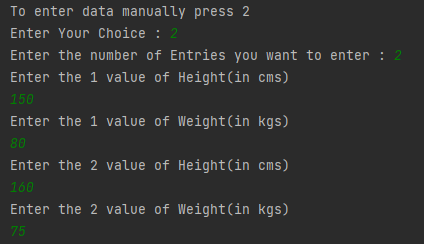 To enter data manually press 2
Enter Your Choice : 2
Enter the number of Entries you want to enter : 2
Enter the 1 value of Height(in cms)
150
Enter the 1 value of Weight(in kgs)
80
Enter the 2 value of Height(in cms)
160
Enter the 2 value of Weight(in kgs)
75